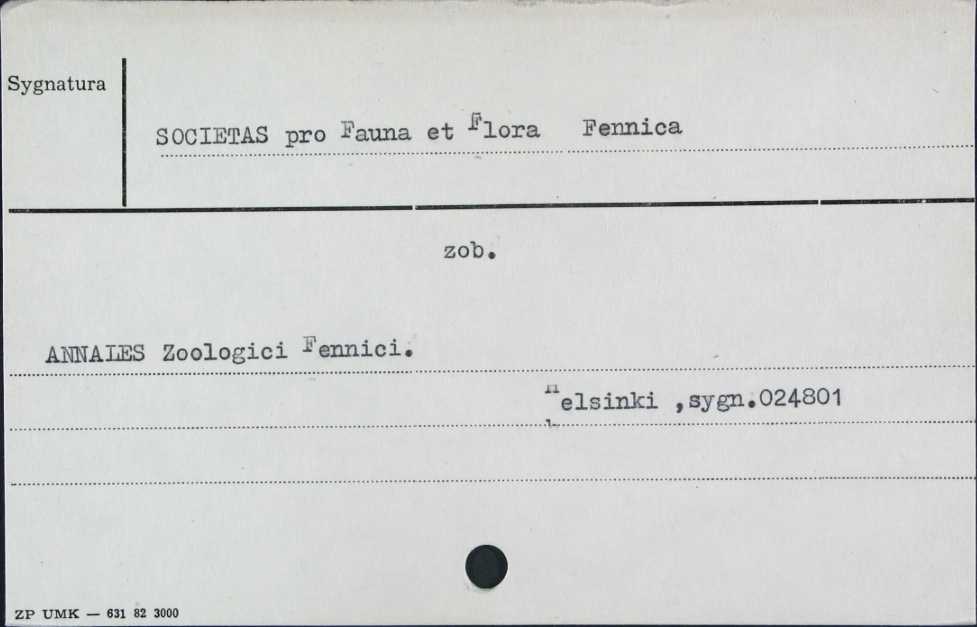 Sygnatura
SOCIETAS pro Fauna et Flora Fennica
zob.
ANNALES Zoologici Fennici.
Helsinki ,sygn.024801
ZP UMK — 631 82 3000